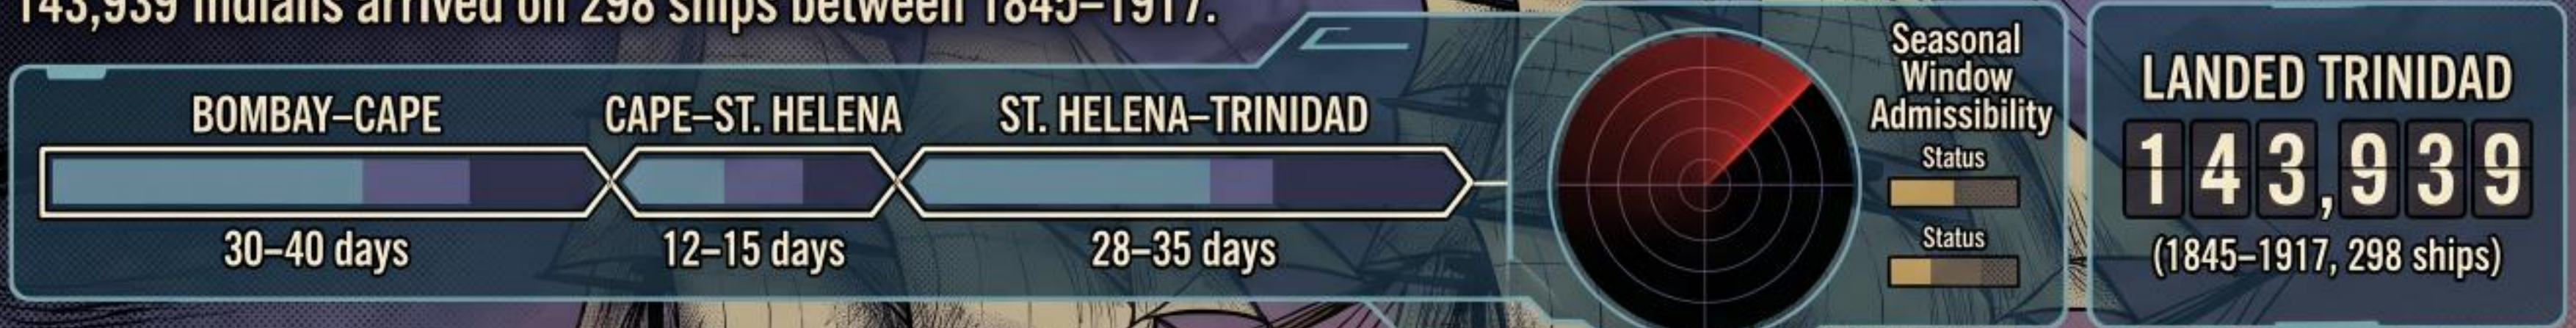 143,939 Indians arrived on 298 ships between 1845–1917.
BOMBAY–CAPE
30–40 days
CAPE–ST. HELENA
12–15 days
ST. HELENA–TRINIDAD
28–35 days
Seasonal
Window
Admissibility
Status
Status
LANDED TRINIDAD
143,939
(1845–1917, 298 ships)